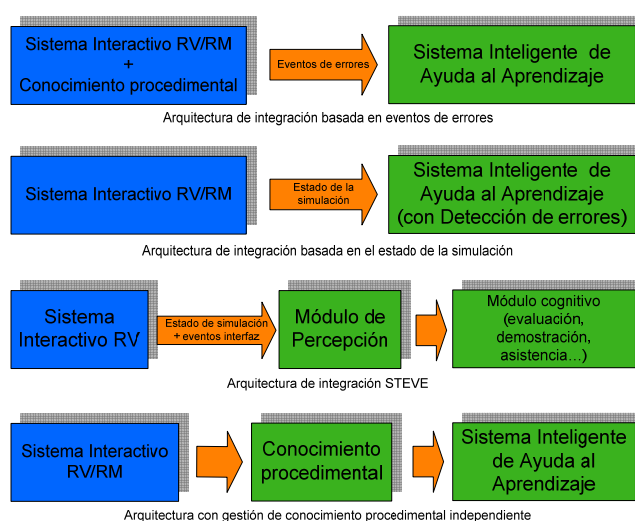 Sistema Interactivo RV/RM
+
Conocimiento procedimental
Eventos de errores
Sistema Inteligente de
Ayuda al Aprendizaje
Arquitectura de integración basada en eventos de errores
Sistema Interactivo RV/RM
Estado de la
simulación
Sistema Inteligente de
Ayuda al Aprendizaje
(con Detección de errores)
Arquitectura de integración basada en el estado de la simulación
Sistema
Interactivo RV
Estado de simulación
+ eventos interfaz
Módulo de
Percepción
Módulo cognitivo
(evaluación,
demostración,
asistencia...)
Arquitectura de integración STEVE
Sistema Interactivo
RV/RM
Conocimiento
procedimental
Sistema Inteligente
de Ayuda al
Aprendizaje
Arquitectura con gestión de conocimiento procedimental independiente